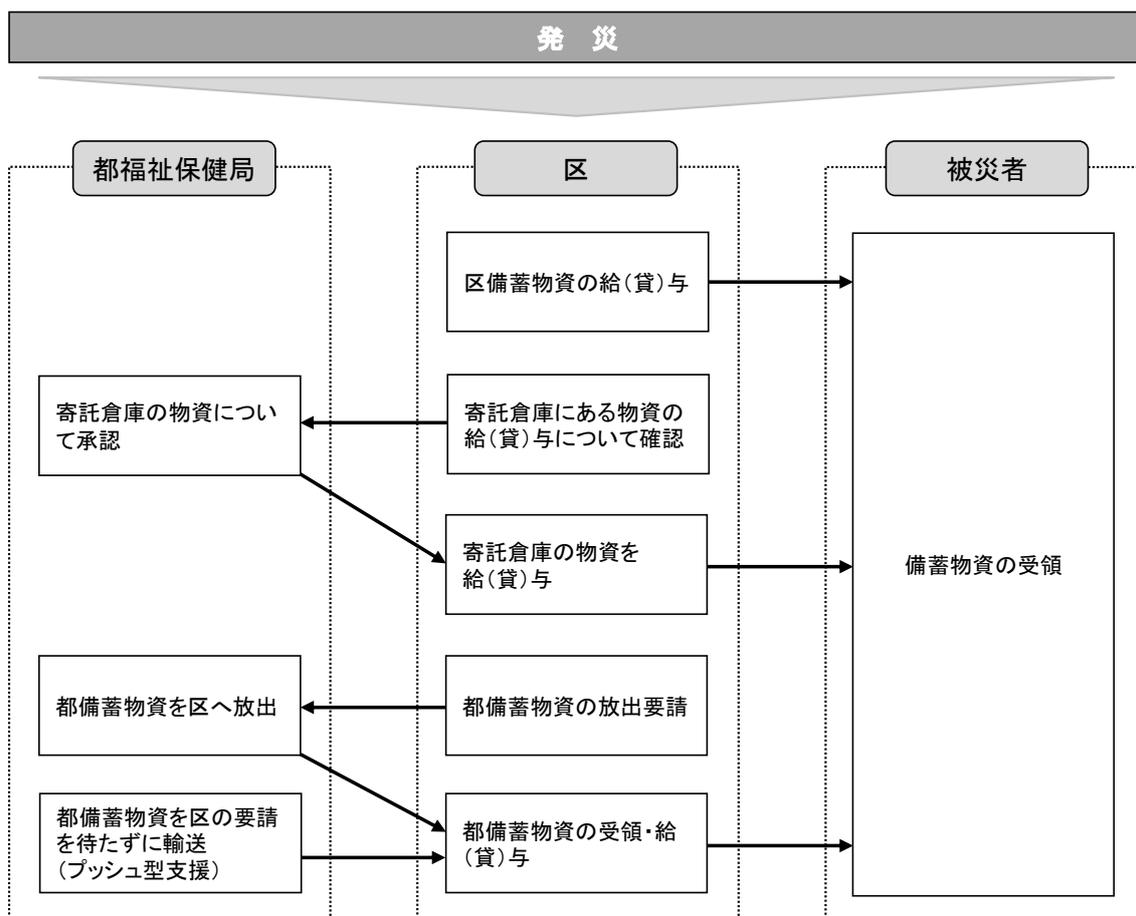 発 災
都福祉保健局
区
被災者
区備蓄物資の給(貸)与
寄託倉庫の物資につい
て承認
寄託倉庫にある物資の
給(貸)与について確認
寄託倉庫の物資を
給(貸)与
備蓄物資の受領
都備蓄物資を区へ放出
都備蓄物資の放出要請
都備蓄物資を区の要請
を待たずに輸送
(プッシュ型支援)
都備蓄物資の受領・給
(貸)与